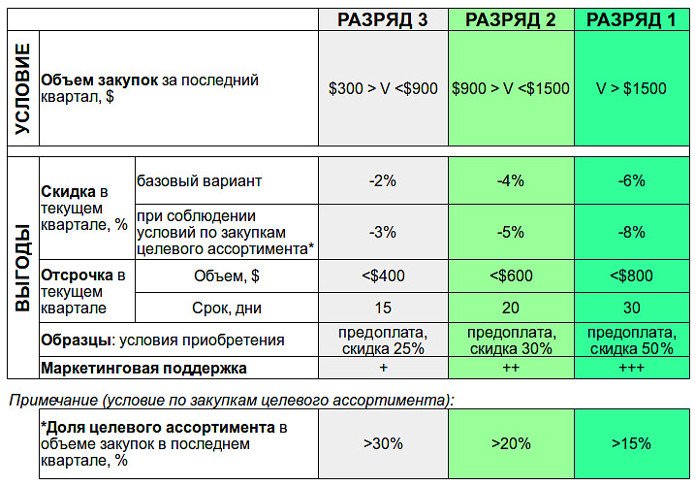 РАЗРЯД 3 РАЗРЯД 2 РАЗРЯД 1
УСЛОВИЕ
Объем закупок за последний
квартал, $
$300 > V <$900 $900 > V <$1500 V > $1500
ВЫГОДЫ
Скидка в
текущем
квартале, %
базовый вариант -2% -4% -6%
при соблюдении
условий по закупкам
целевого ассортимента*
-3% -5% -8%
Отсрочка в
текущем
квартале
Объем, $ <$400 <$600 <$800
Срок, дни 15 20 30
Образцы: условия приобретения
предоплата,
скидка 25%
предоплата,
скидка 30%
предоплата,
скидка 50%
Маркетинговая поддержка + ++ +++
Примечание (условие по закупкам целевого ассортимента):
*Доля целевого ассортимента в
объеме закупок в последнем
квартале, %
>30% >20% >15%